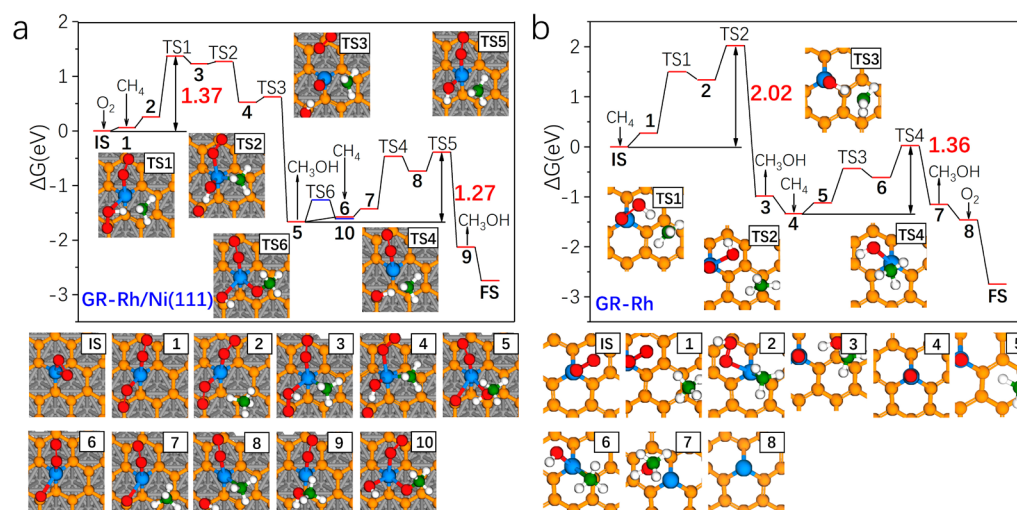 a
2
1
0
−1
−2
−3
ΔG(eV)
IS
O₂
1
CH₄
2
TS1
1.37
3
TS2
4
TS3
5
CH₃OH
TS6
CH₄
6
10
7
TS4
8
TS5
1.27
CH₃OH
9
FS
TS1
TS2
TS3
TS5
TS6
TS4
GR-Rh/Ni(111)
IS
1
2
3
4
5
6
7
8
9
10
b
3
2
1
0
−1
−2
−3
ΔG(eV)
CH₄
IS
1
TS1
2
TS2
2.02
CH₃OH
3
CH₄
4
5
TS3
6
TS4
1.36
CH₃OH
7
O₂
8
FS
TS3
TS1
TS2
TS4
GR-Rh
IS
1
2
3
4
5
6
7
8